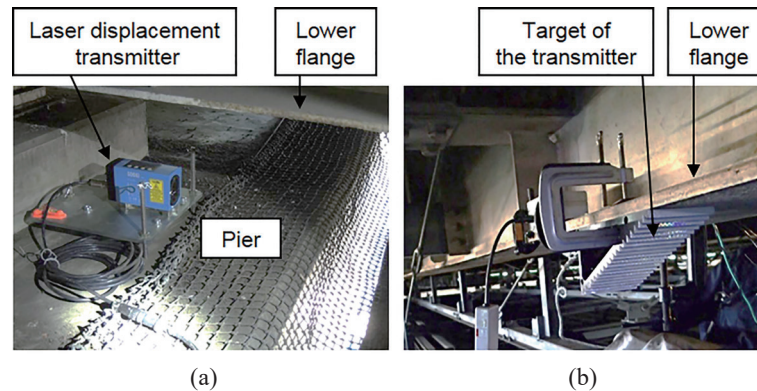 Laser displacement
transmitter
Lower
flange
Target of
the transmitter
Lower
flange
Pier
(a)
(b)